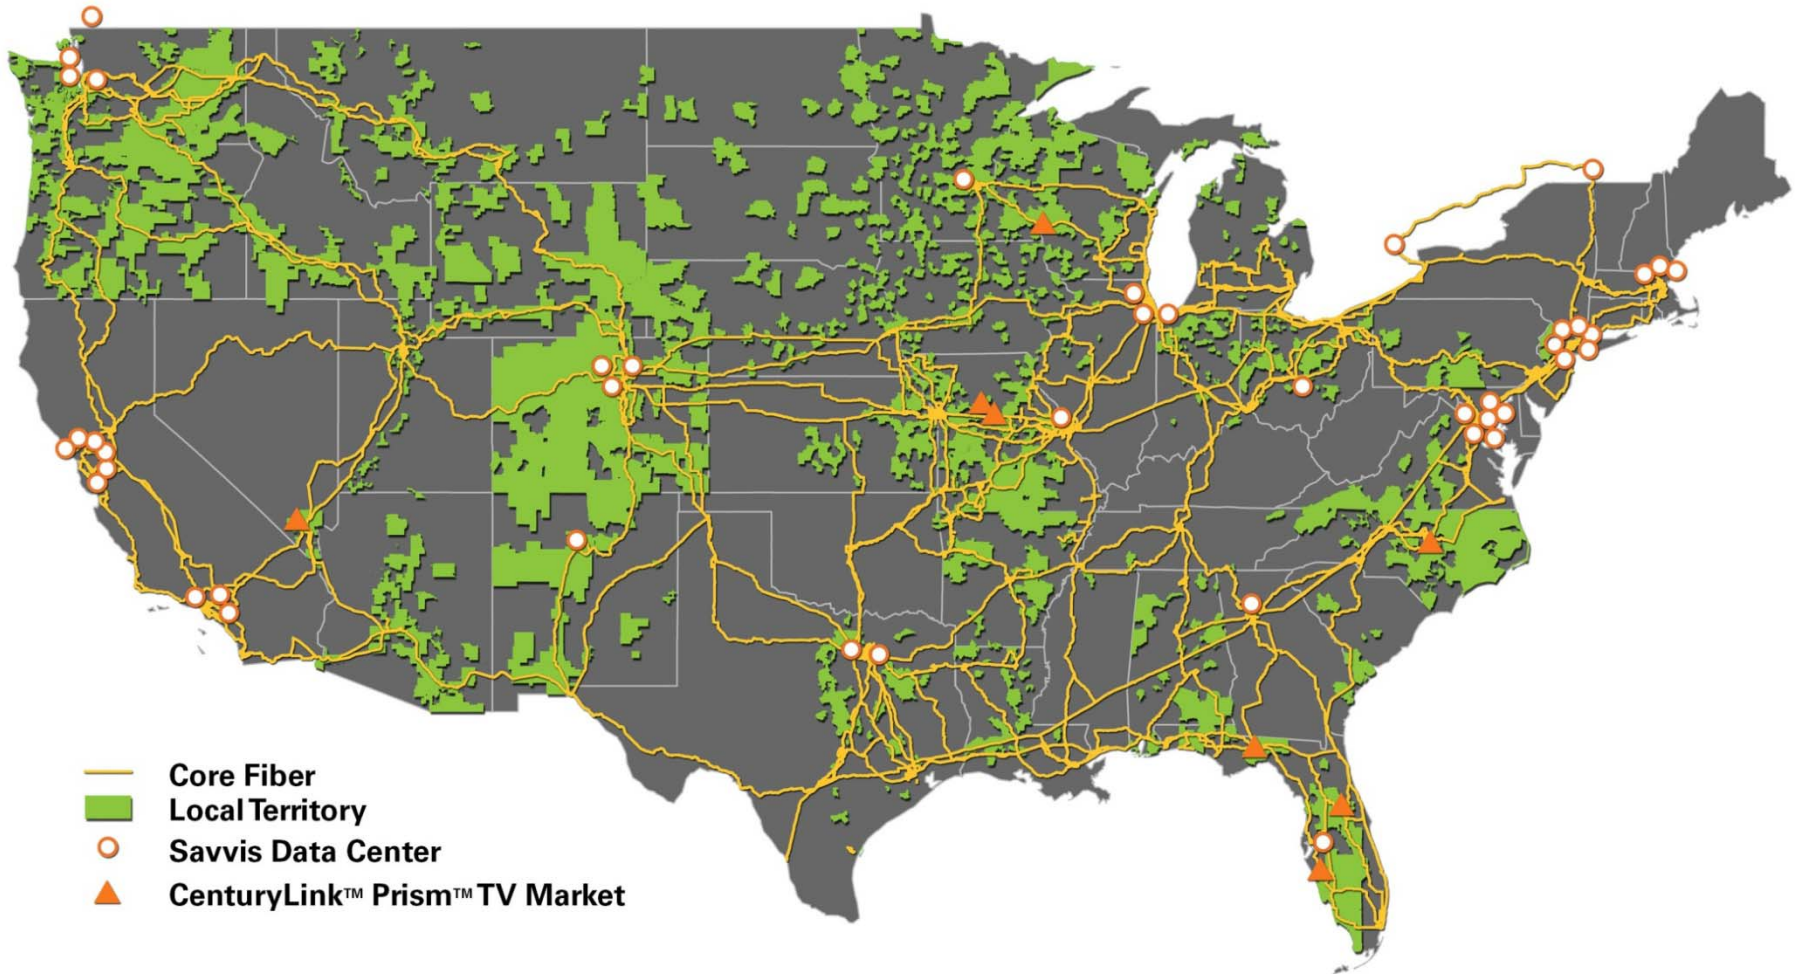 Core Fiber
Local Territory
Savvis Data Center
CenturyLink™ Prism™ TV Market